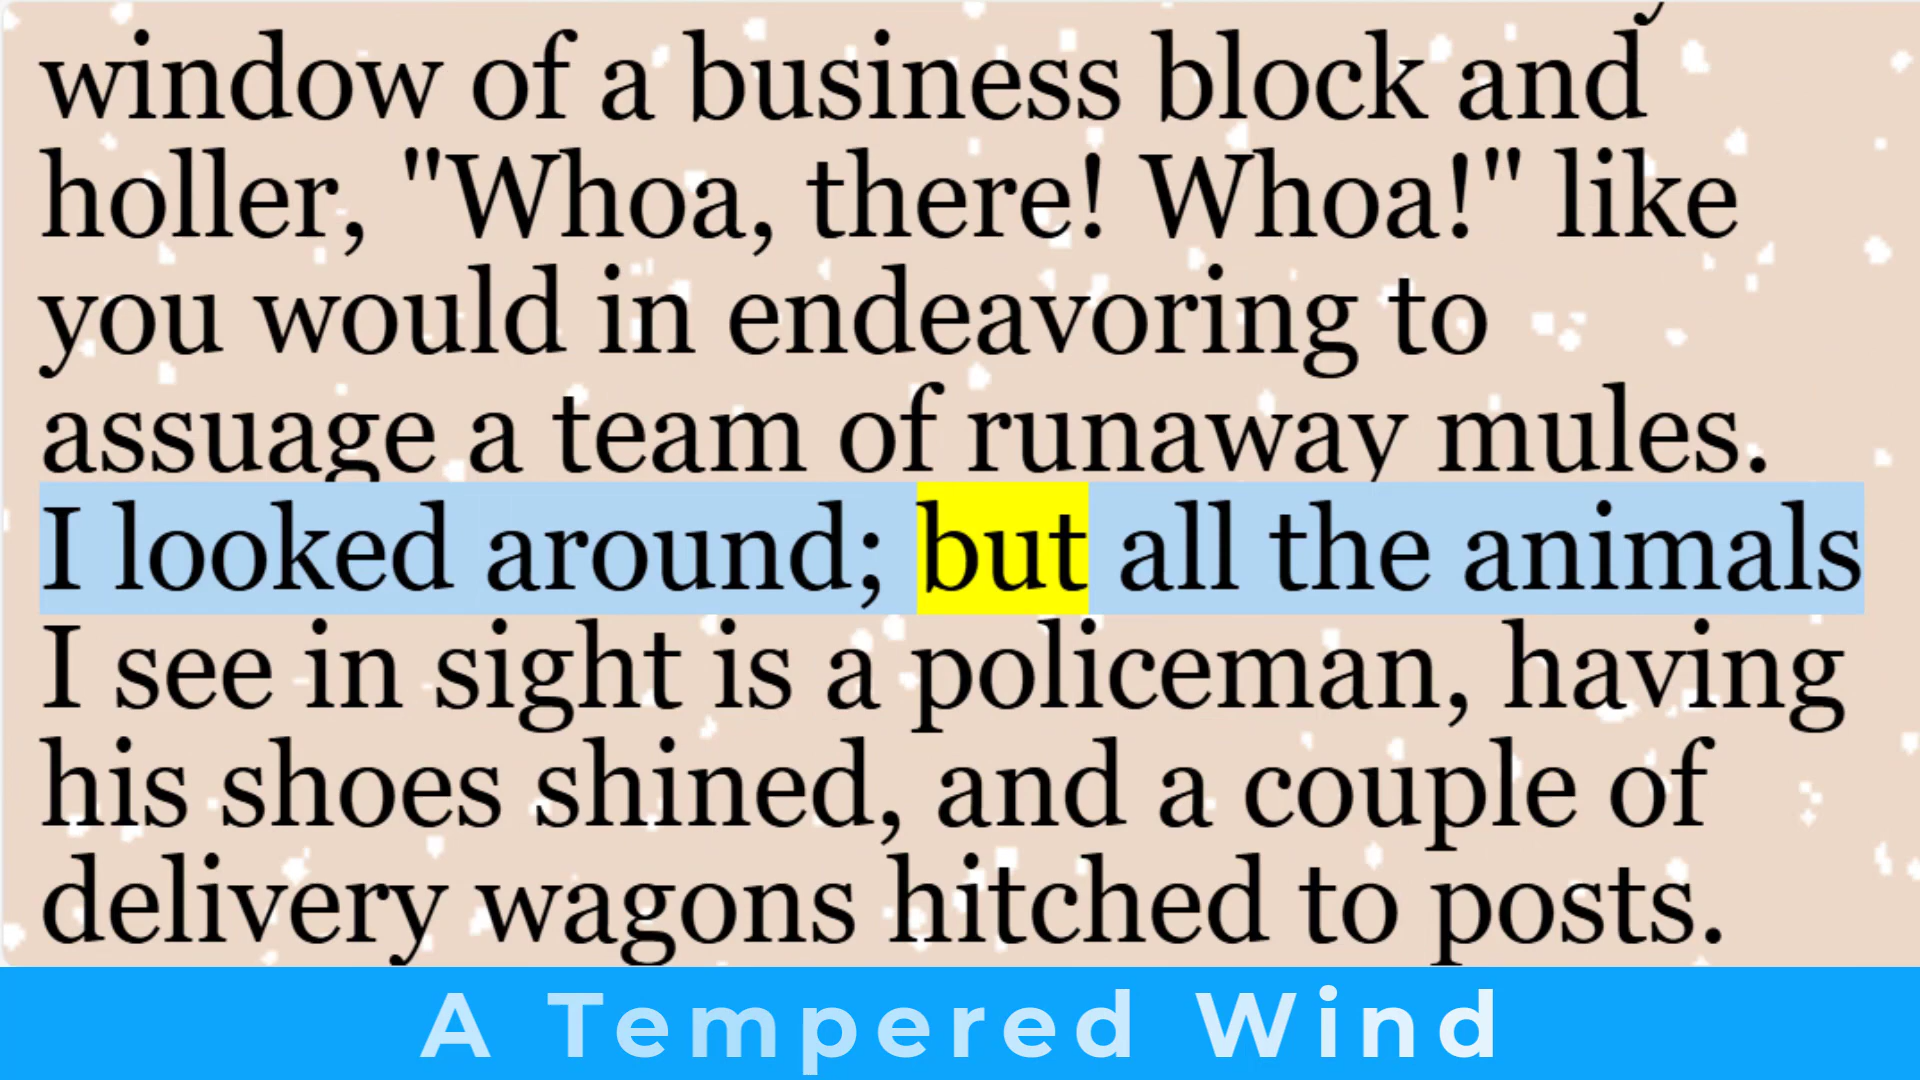 window of a business block and
holler, "Whoa, there! Whoa!" like
you would in endeavoring to
assuage a team of runaway mules.
I looked around; but all the animals
I see in sight is a policeman, having
his shoes shined, and a couple of
delivery wagons hitched to posts.
A Tempered Wind